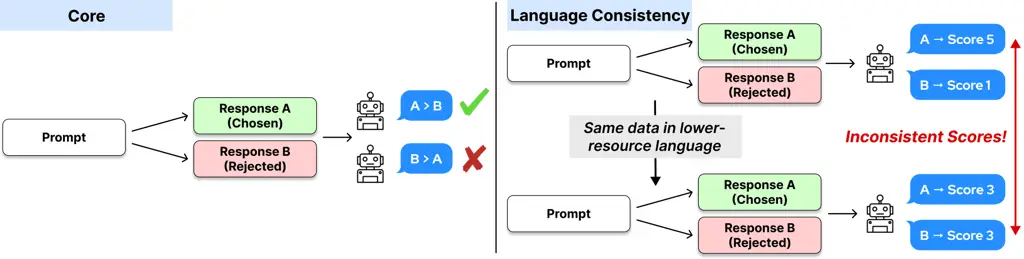 Core
Prompt
Response A
(Chosen)
Response B
(Rejected)
A > B
B > A
Language Consistency
Prompt
Response A
(Chosen)
Response B
(Rejected)
A → Score 5
B → Score 1
Same data in lower-
resource language
Inconsistent Scores!
Prompt
Response A
(Chosen)
Response B
(Rejected)
A → Score 3
B → Score 3